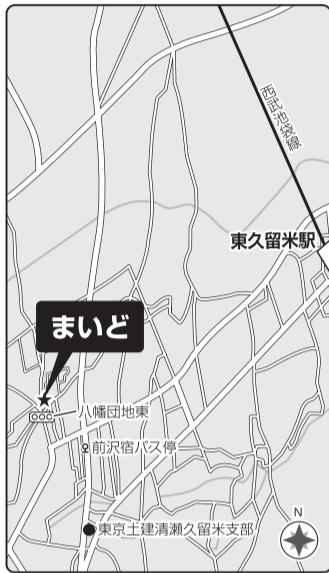 西武池袋線
東久留米駅
まいど
八幡団地東
前沢宿バス停
東京土建清瀬久留米支部
N